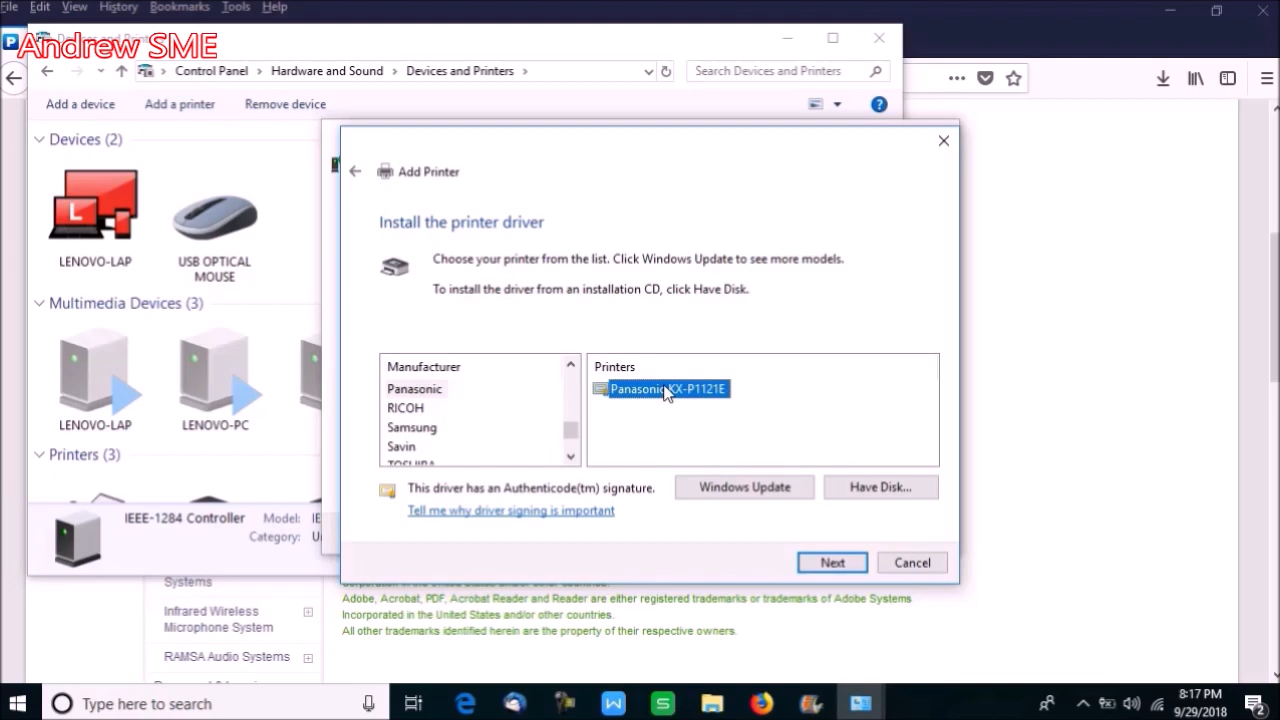 File Edit View History Bookmarks Tools Help
Andrew SME
Control Panel > Hardware and Sound > Devices and Printers >
Search Devices and Printers
Add a device Add a printer Remove device
Devices (2)
LENOVO-LAP
USB OPTICAL
MOUSE
Multimedia Devices (3)
LENOVO-LAP
LENOVO-PC
Printers (3)
IEEE-1284 Controller
Model:
Category:
Add Printer
Install the printer driver
Choose your printer from the list. Click Windows Update to see more models.
To install the driver from an installation CD, click Have Disk.
Manufacturer
Panasonic
RICOH
Samsung
Savin
TOSHIBA
Printers
Panasonic KX-P1121E
This driver has an Authenticode(tm) signature.
Tell me why driver signing is important
Windows Update
Have Disk...
Next
Cancel
Systems
Infrared Wireless
Microphone System
RAMSA Audio Systems
Adobe, Acrobat, PDF, Acrobat Reader and Reader are either registered trademarks or trademarks of Adobe Systems
Incorporated in the United States and/or other countries.
All other trademarks identified herein are the property of their respective owners.
Type here to search
8:17 PM
9/29/2018
2